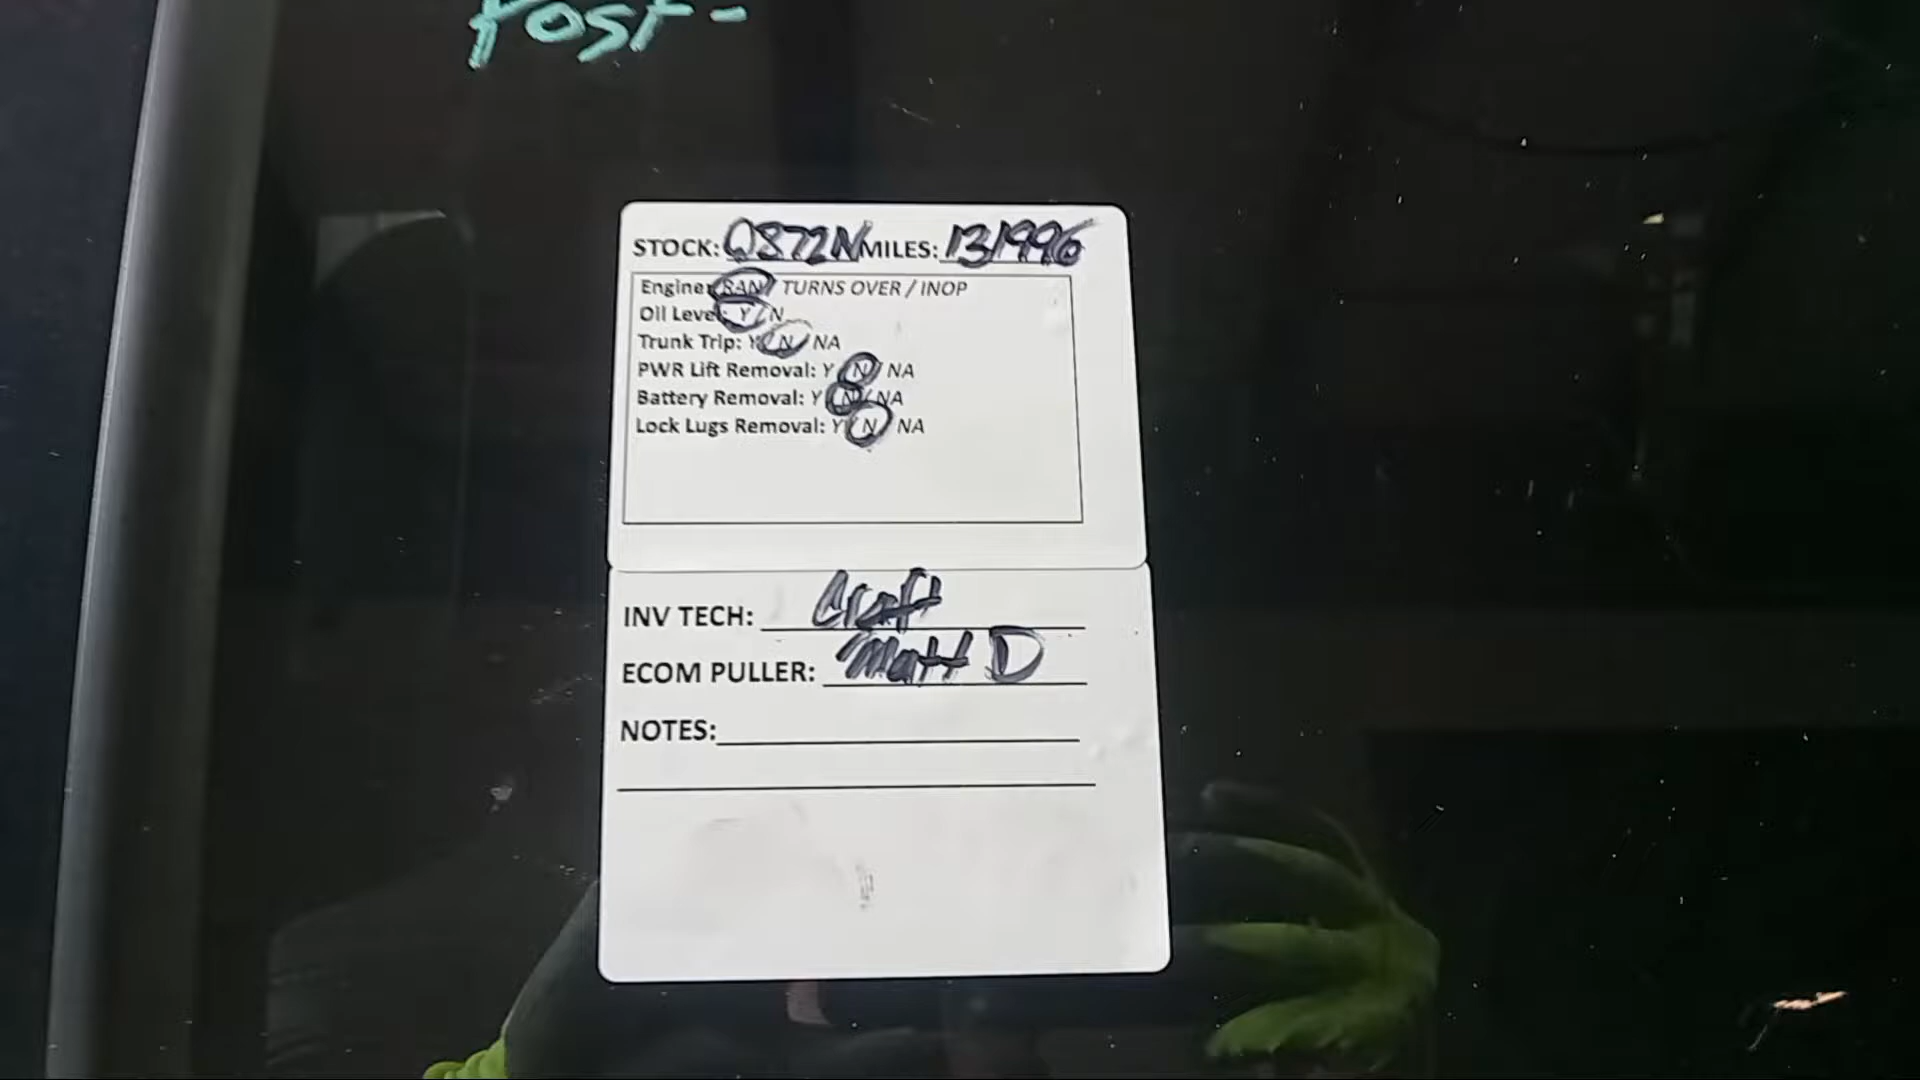 Post-
STOCK: Q872N MILES: 131996
Engine: RAN / TURNS OVER / INOP
Oil Level: Y / N
Trunk Trip: Y / N / NA
PWR Lift Removal: Y / N / NA
Battery Removal: Y / N / NA
Lock Lugs Removal: Y / N / NA
INV TECH: Craft
ECOM PULLER: Matt D
NOTES: